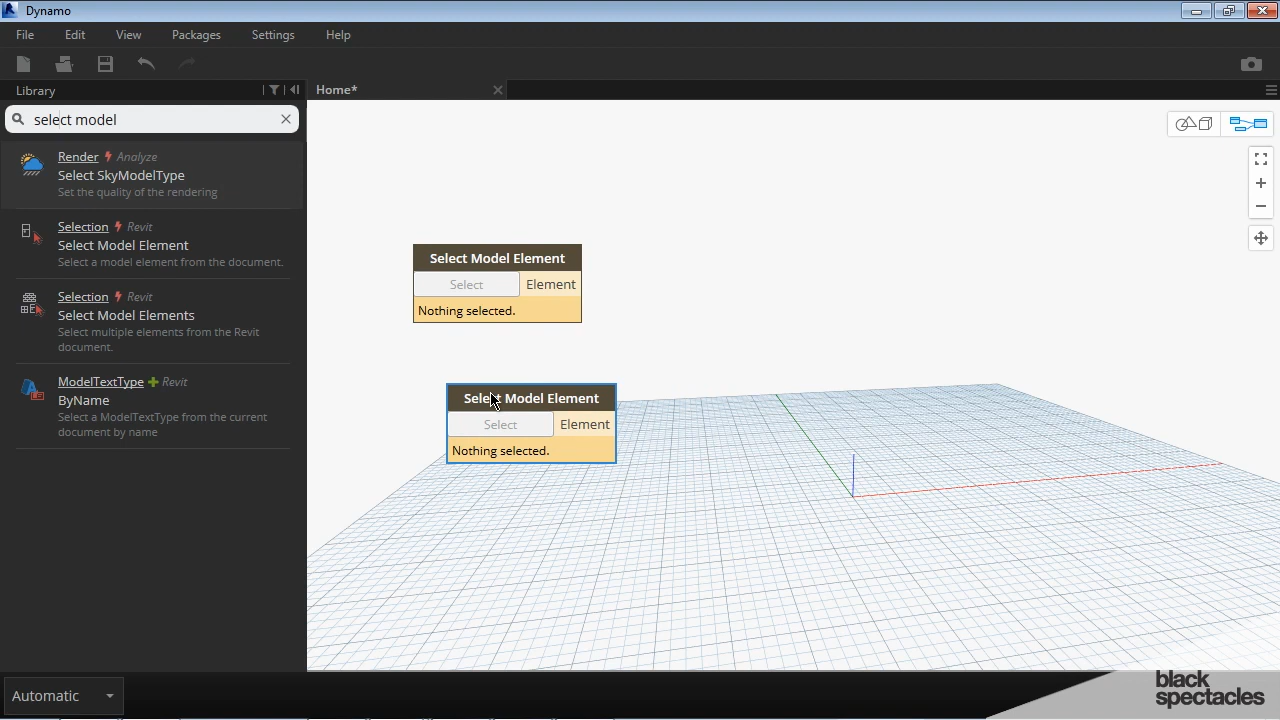 Dynamo
File Edit View Packages Settings Help
Library
Home*
select model
Render Analyze
Select SkyModelType
Set the quality of the rendering
Selection Revit
Select Model Element
Select a model element from the document.
Selection Revit
Select Model Elements
Select multiple elements from the Revit
document.
ModelTextType Revit
ByName
Select a ModelTextType from the current
document by name
Select Model Element
Select Element
Nothing selected.
Select Model Element
Select Element
Nothing selected.
Automatic
black
spectacles